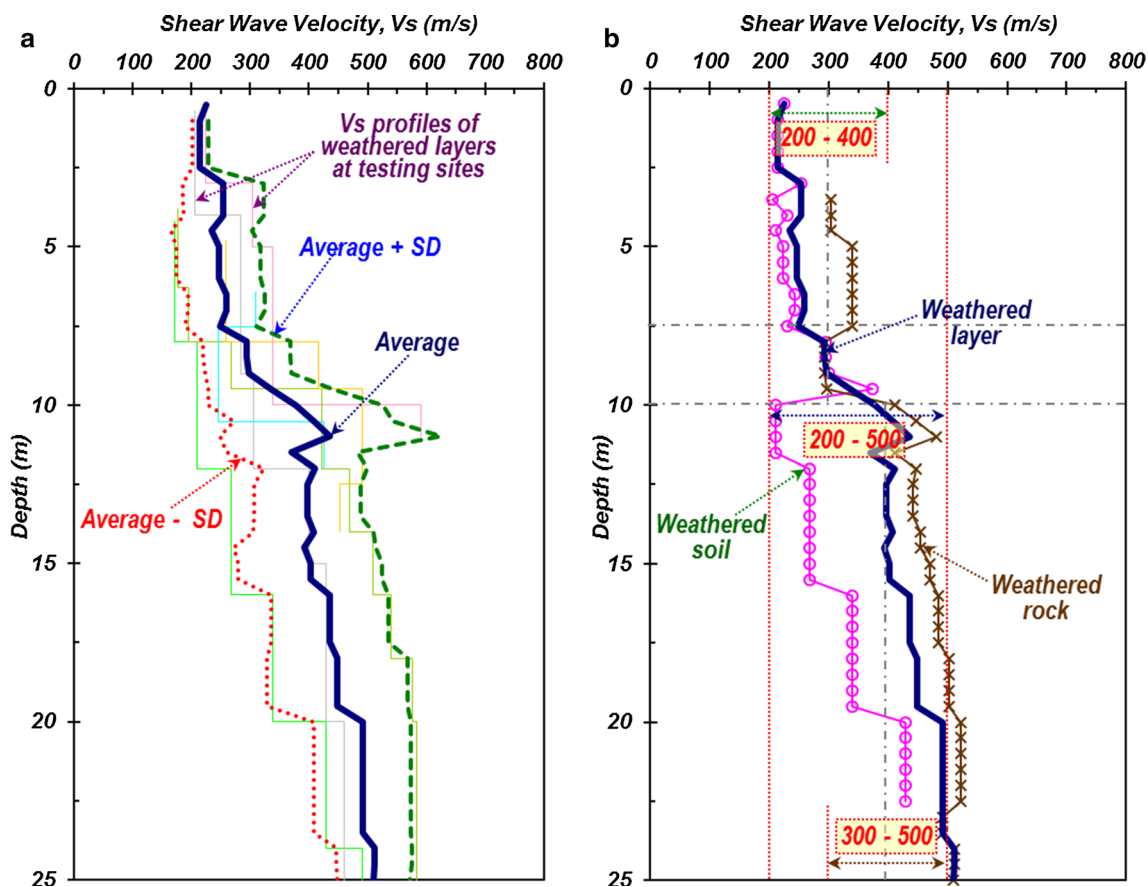 a
Shear Wave Velocity, Vs (m/s)
0 100 200 300 400 500 600 700 800
0
5
10
15
20
25
Depth (m)
Vs profiles of
weathered layers
at testing sites
Average + SD
Average
Average - SD
b
Shear Wave Velocity, Vs (m/s)
0 100 200 300 400 500 600 700 800
0
5
10
15
20
25
Depth (m)
200 - 400
Weathered
layer
200 - 500
Weathered
soil
Weathered
rock
300 - 500